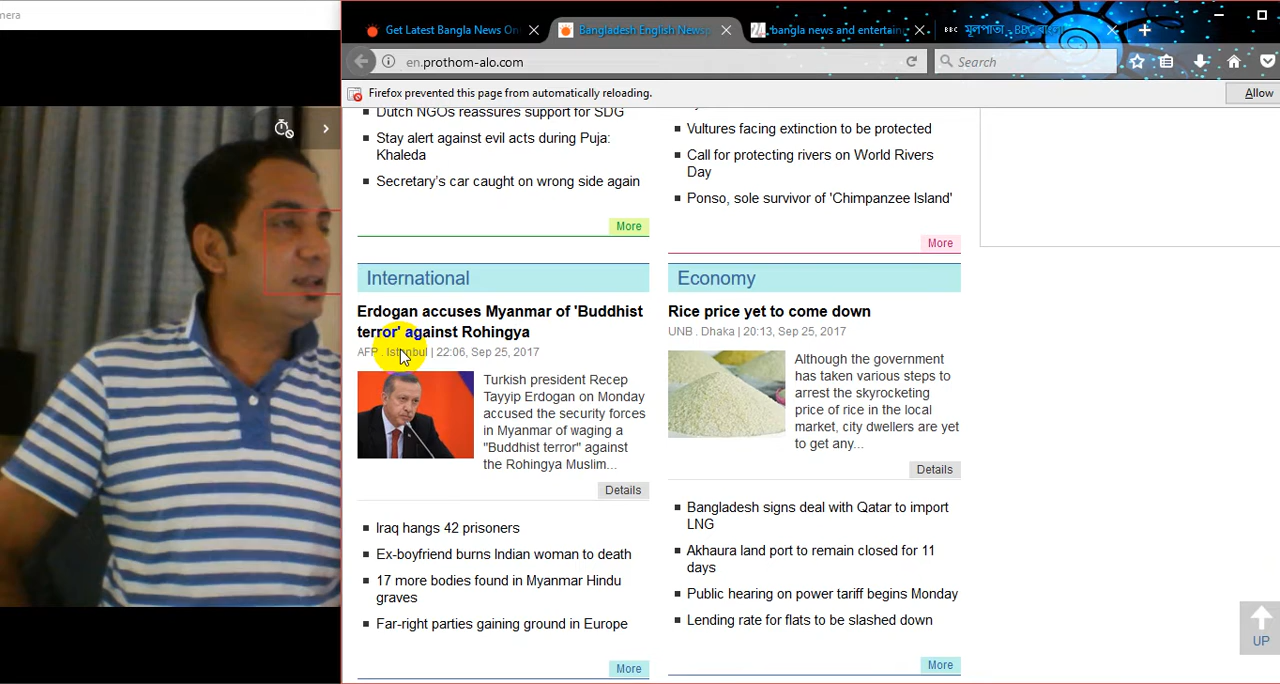 mera
Get Latest Bangla News On
Bangladesh English News
bangla news and entertain
BBC মূলপাতা - BBC বাংলা
en.prothom-alo.com
Search
Firefox prevented this page from automatically reloading.
Allow
Dutch NGOs reassures support for SDG
Stay alert against evil acts during Puja:
Khaleda
Secretary's car caught on wrong side again
More
Vultures facing extinction to be protected
Call for protecting rivers on World Rivers
Day
Ponso, sole survivor of 'Chimpanzee Island'
More
International
Erdogan accuses Myanmar of 'Buddhist
terror' against Rohingya
AFP . Istanbul | 22:06, Sep 25, 2017
Turkish president Recep
Tayyip Erdogan on Monday
accused the security forces
in Myanmar of waging a
"Buddhist terror" against
the Rohingya Muslim...
Details
Iraq hangs 42 prisoners
Ex-boyfriend burns Indian woman to death
17 more bodies found in Myanmar Hindu
graves
Far-right parties gaining ground in Europe
More
Economy
Rice price yet to come down
UNB . Dhaka | 20:13, Sep 25, 2017
Although the government
has taken various steps to
arrest the skyrocketing
price of rice in the local
market, city dwellers are yet
to get any...
Details
Bangladesh signs deal with Qatar to import
LNG
Akhaura land port to remain closed for 11
days
Public hearing on power tariff begins Monday
Lending rate for flats to be slashed down
More
UP